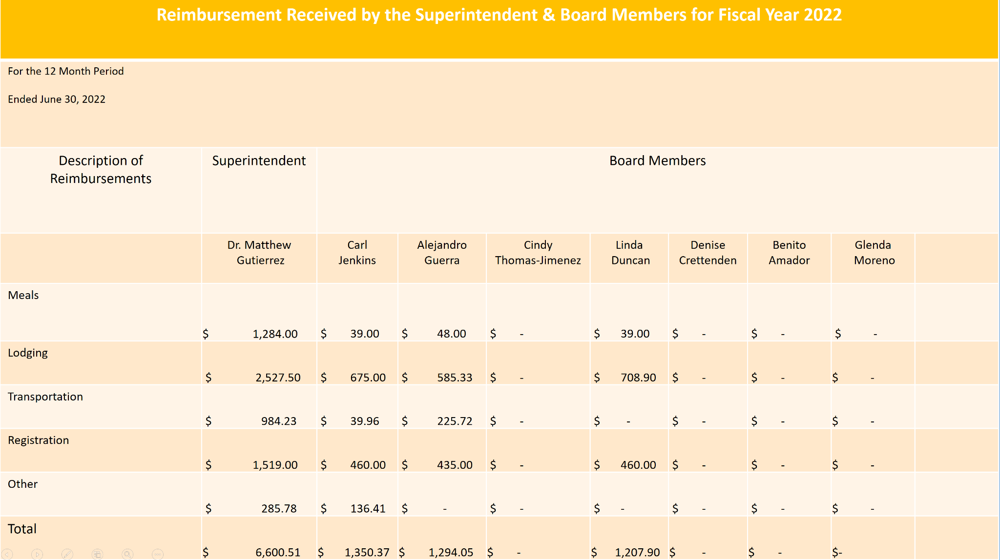 Reimbursement Received by the Superintendent & Board Members for Fiscal Year 2022
For the 12 Month Period
Ended June 30, 2022
Description of
Reimbursements
Superintendent
Board Members
Dr. Matthew
Gutierrez
Carl
Jenkins
Alejandro
Guerra
Cindy
Thomas-Jimenez
Linda
Duncan
Denise
Crettenden
Benito
Amador
Glenda
Moreno
Meals
$ 1,284.00 $ 39.00 $ 48.00 $ - $ 39.00 $ - $ - $ -
Lodging
$ 2,527.50 $ 675.00 $ 585.33 $ - $ 708.90 $ - $ - $ -
Transportation
$ 984.23 $ 39.96 $ 225.72 $ - $ - $ - $ - $ -
Registration
$ 1,519.00 $ 460.00 $ 435.00 $ - $ 460.00 $ - $ - $ -
Other
$ 285.78 $ 136.41 $ - $ - $ - $ - $ - $ -
Total
$ 6,600.51 $ 1,350.37 $ 1,294.05 $ - $ 1,207.90 $ - $ - $-